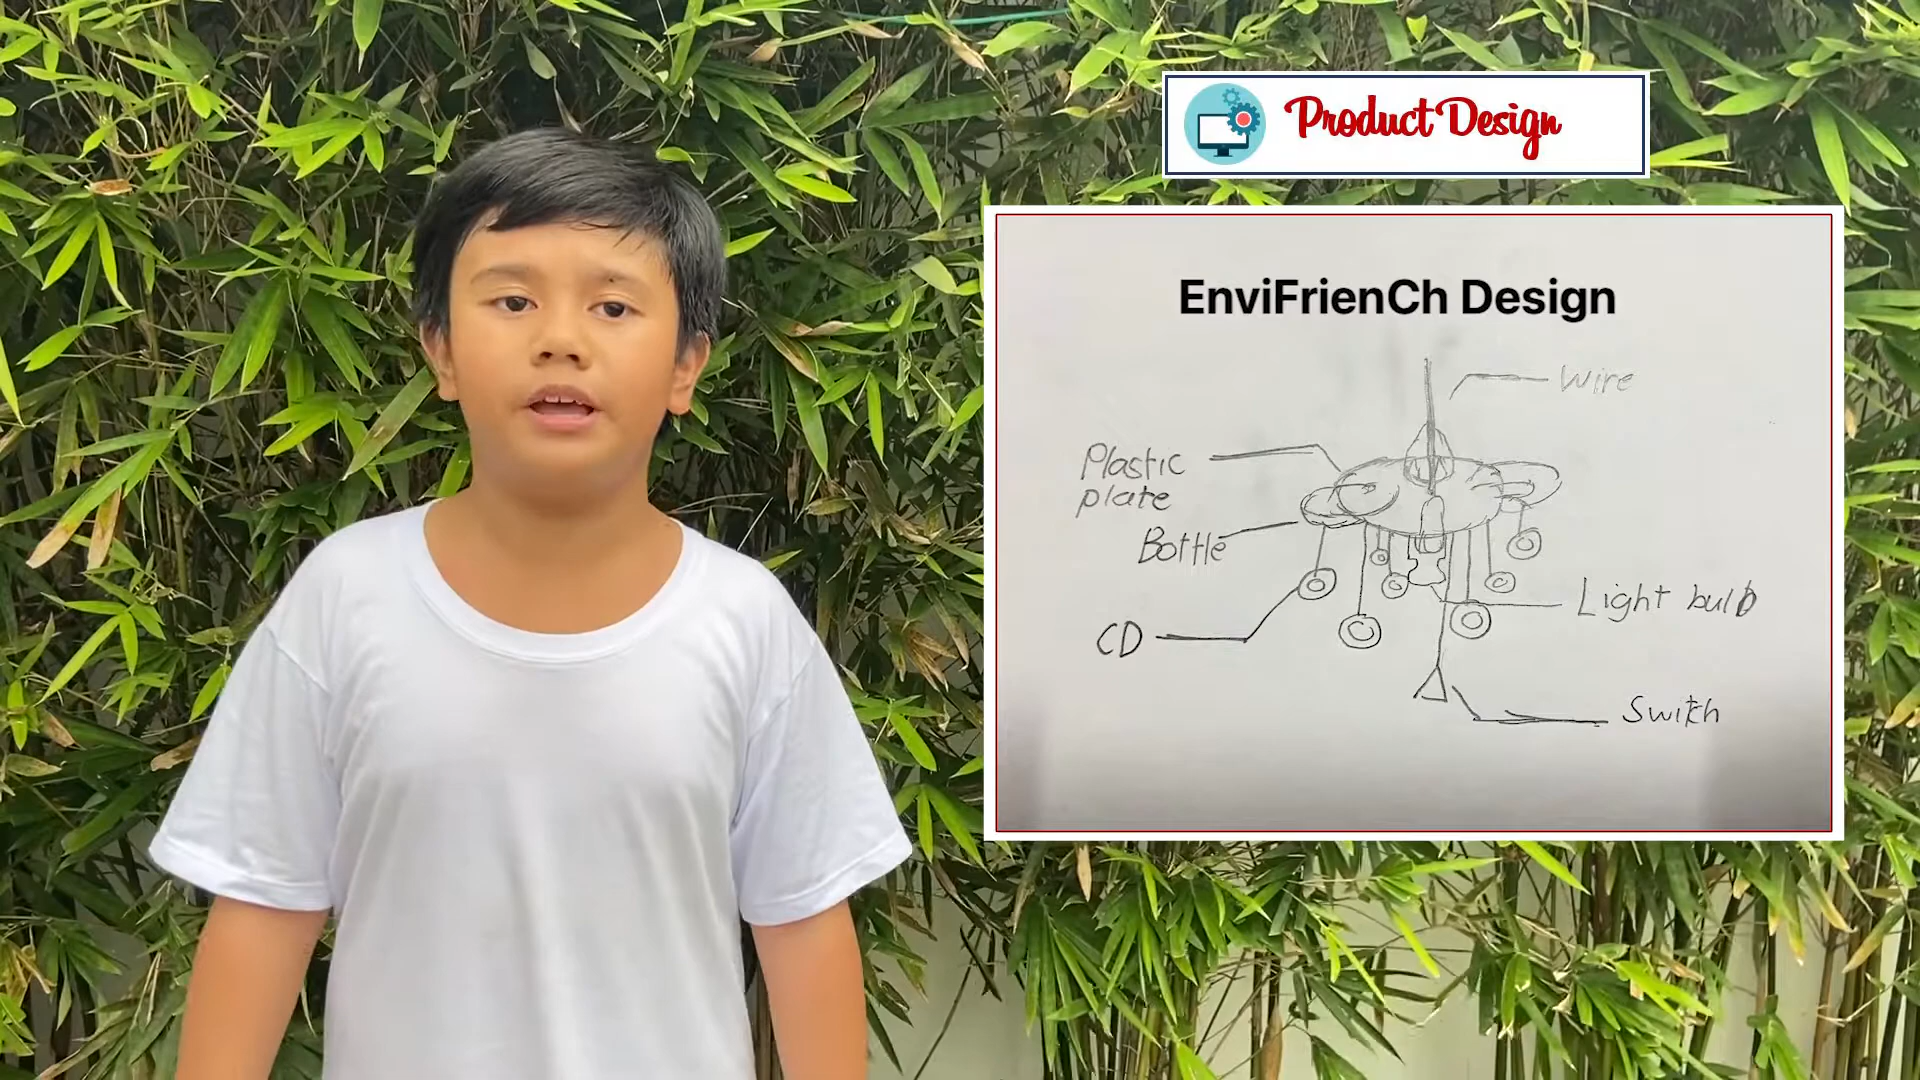 Product Design
EnviFrienCh Design
Wire
Plastic
plate
Bottle
Light bulb
CD
Switch